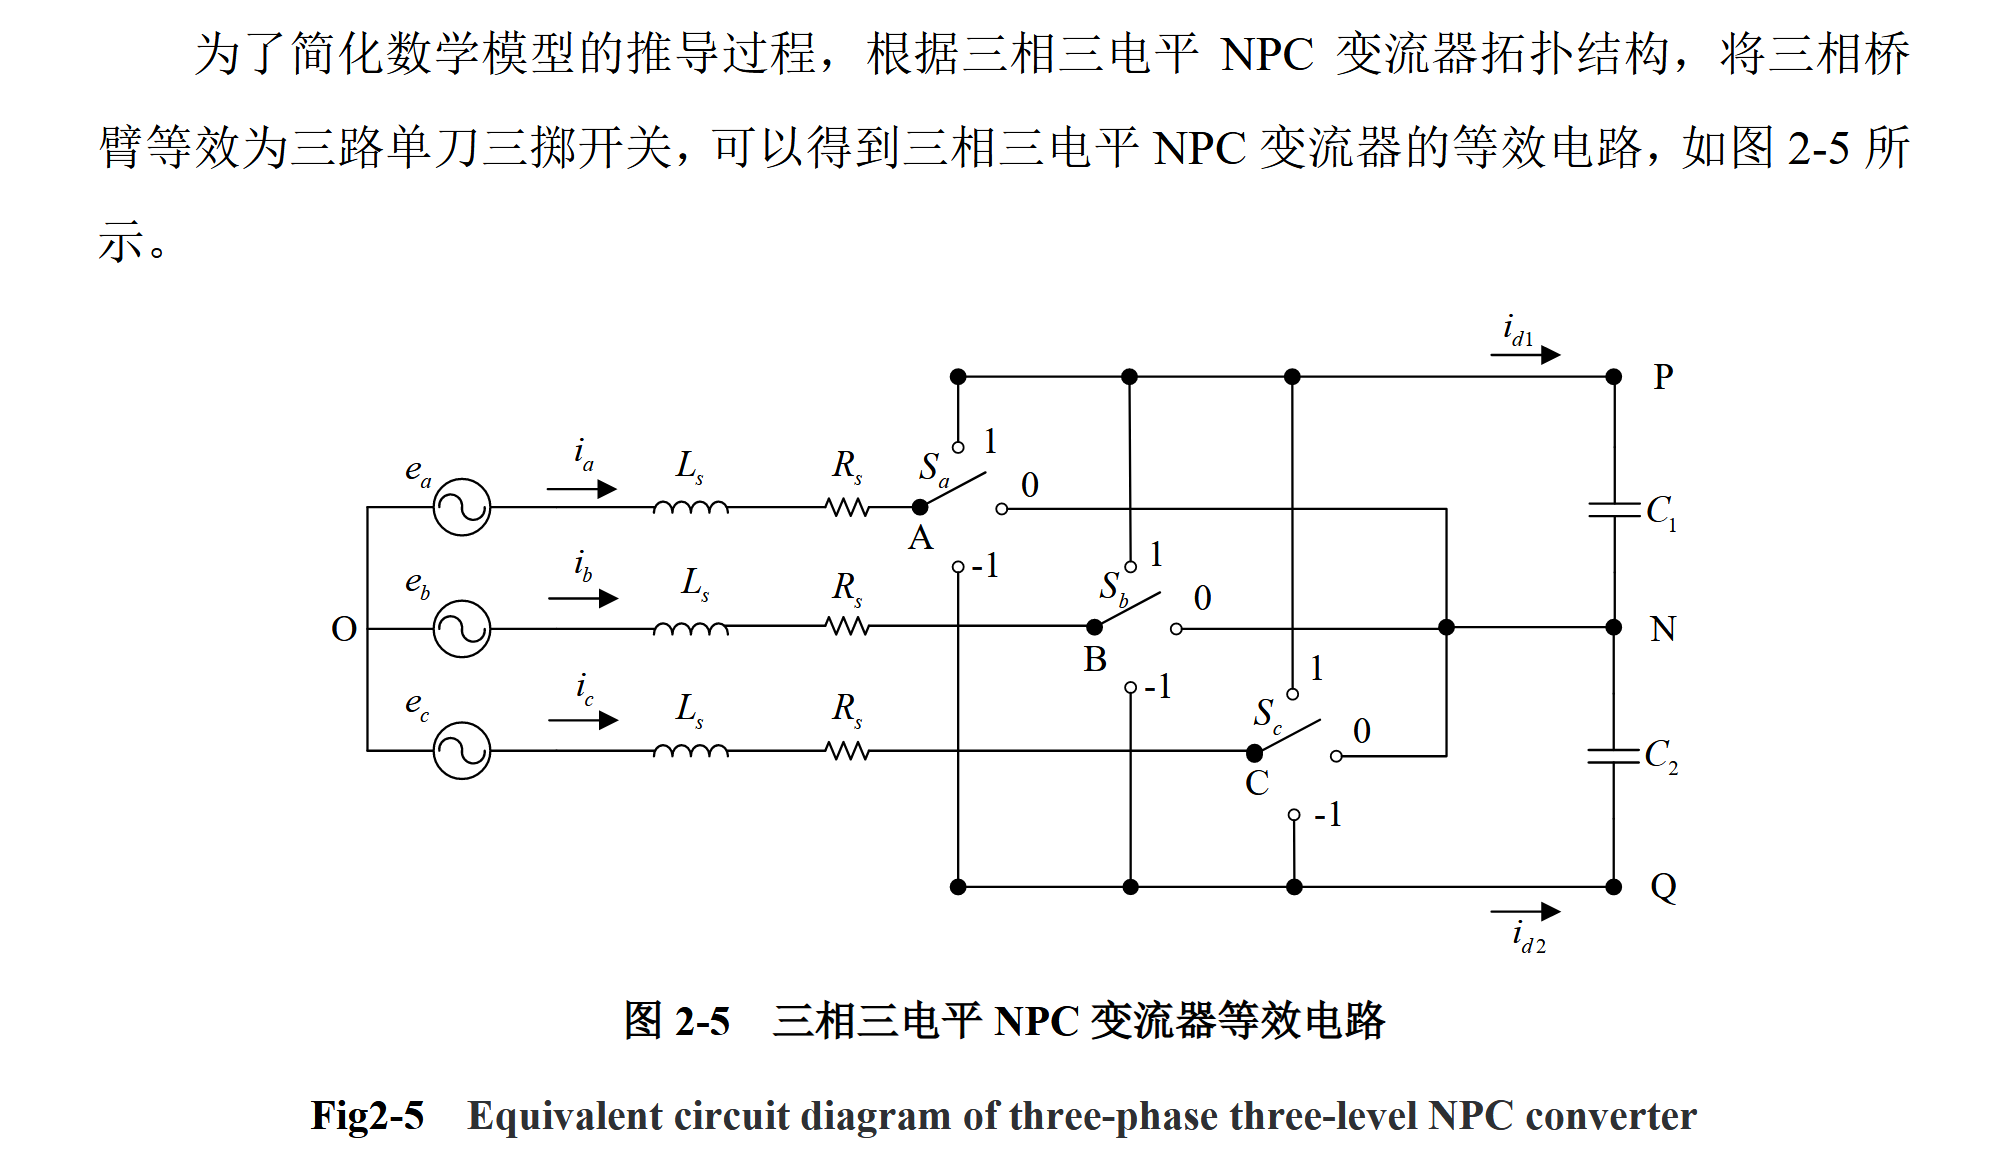 为了简化数学模型的推导过程，根据三相三电平 NPC 变流器拓扑结构，将三相桥
臂等效为三路单刀三掷开关，可以得到三相三电平 NPC 变流器的等效电路，如图 2-5 所
示。
i_{d1}
P
1
e_a i_a L_s R_s S_a 0
C_1
A
-1
1
e_b i_b L_s R_s S_b 0
O N
B
1
-1
e_c i_c L_s R_s S_c 0
C_2
C
-1
Q
i_{d2}
图 2-5 三相三电平 NPC 变流器等效电路
Fig2-5 Equivalent circuit diagram of three-phase three-level NPC converter